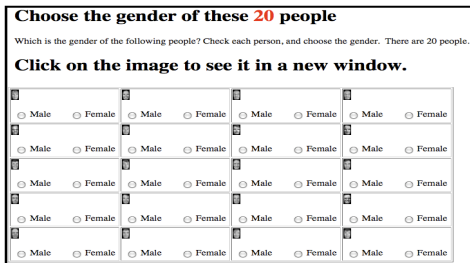 Choose the gender of these 20 people
Which is the gender of the following people? Check each person, and choose the gender. There are 20 people.
Click on the image to see it in a new window.
Male Female Male Female Male Female Male Female
Male Female Male Female Male Female Male Female
Male Female Male Female Male Female Male Female
Male Female Male Female Male Female Male Female
Male Female Male Female Male Female Male Female